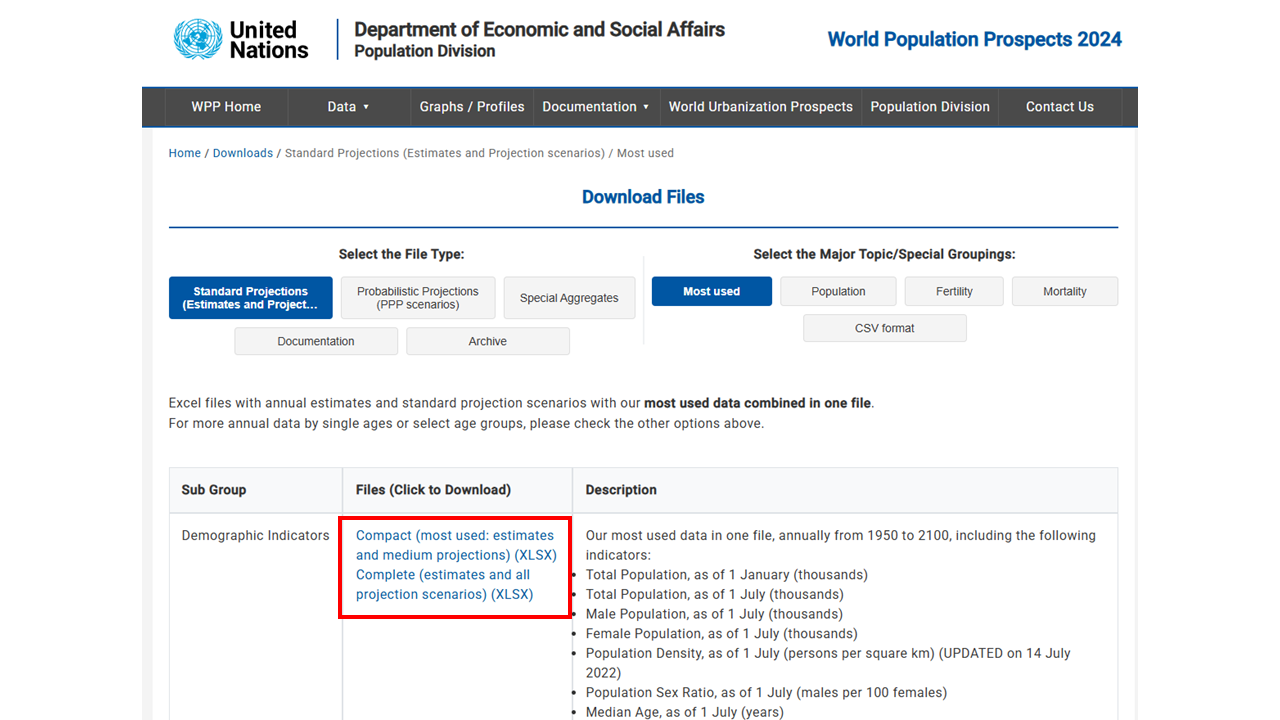 United Nations
Department of Economic and Social Affairs
Population Division
World Population Prospects 2024
WPP Home
Data ▼
Graphs / Profiles
Documentation ▼
World Urbanization Prospects
Population Division
Contact Us
Home / Downloads / Standard Projections (Estimates and Projection scenarios) / Most used
Download Files
Select the File Type:
Standard Projections
(Estimates and Project...
Probabilistic Projections
(PPP scenarios)
Special Aggregates
Documentation
Archive
Select the Major Topic/Special Groupings:
Most used
Population
Fertility
Mortality
CSV format
Excel files with annual estimates and standard projection scenarios with our most used data combined in one file.
For more annual data by single ages or select age groups, please check the other options above.
Sub Group
Files (Click to Download)
Description
Demographic Indicators
Compact (most used: estimates
and medium projections) (XLSX)
Complete (estimates and all
projection scenarios) (XLSX)
Our most used data in one file, annually from 1950 to 2100, including the following
indicators:
• Total Population, as of 1 January (thousands)
• Total Population, as of 1 July (thousands)
• Male Population, as of 1 July (thousands)
• Female Population, as of 1 July (thousands)
• Population Density, as of 1 July (persons per square km) (UPDATED on 14 July
2022)
• Population Sex Ratio, as of 1 July (males per 100 females)
• Median Age, as of 1 July (years)